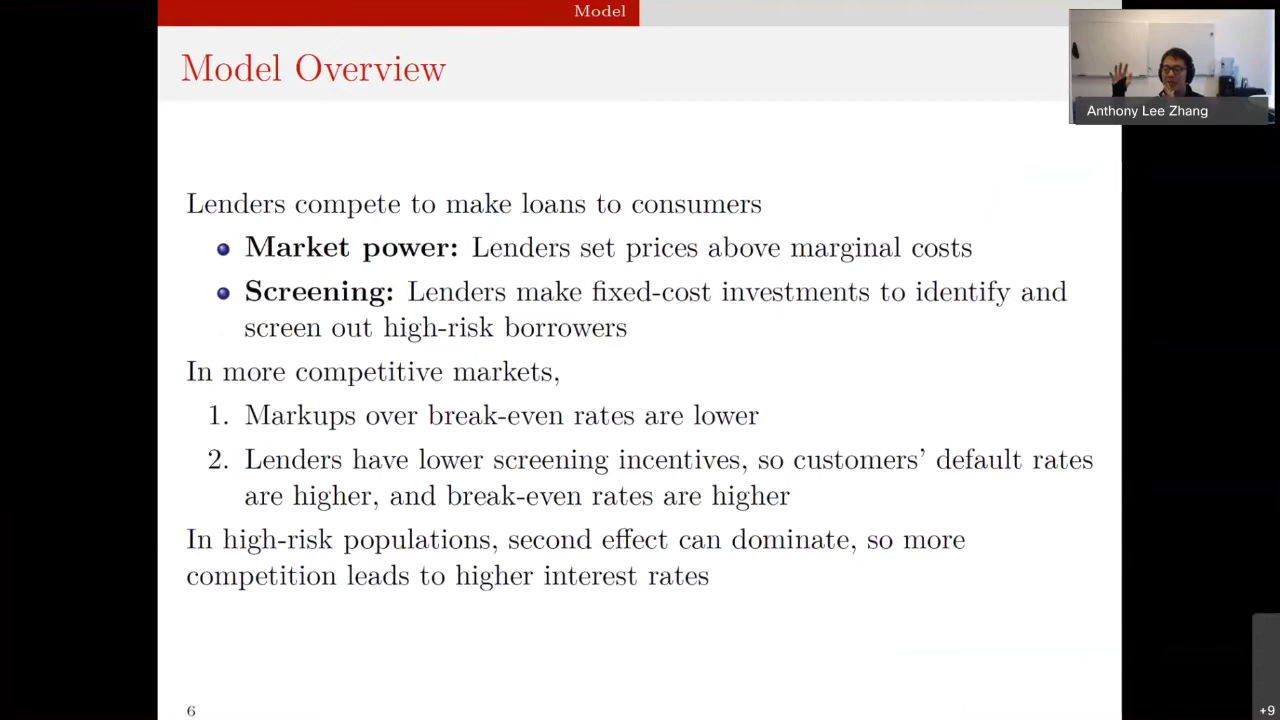 Model
Model Overview
Anthony Lee Zhang
Lenders compete to make loans to consumers
Market power: Lenders set prices above marginal costs
Screening: Lenders make fixed-cost investments to identify and
screen out high-risk borrowers
In more competitive markets,
1. Markups over break-even rates are lower
2. Lenders have lower screening incentives, so customers' default rates
are higher, and break-even rates are higher
In high-risk populations, second effect can dominate, so more
competition leads to higher interest rates
6
+9